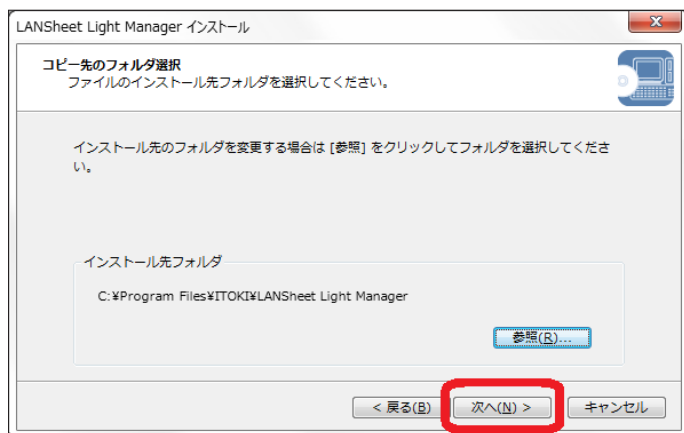 LANSheet Light Manager インストール
コピー先のフォルダ選択
ファイルのインストール先フォルダを選択してください。
インストール先のフォルダを変更する場合は [参照] をクリックしてフォルダを選択してくださ
い。
インストール先フォルダ
C:¥Program Files¥ITOKI¥LANSheet Light Manager
参照(R)...
< 戻る(B)
次へ(N) >
キャンセル